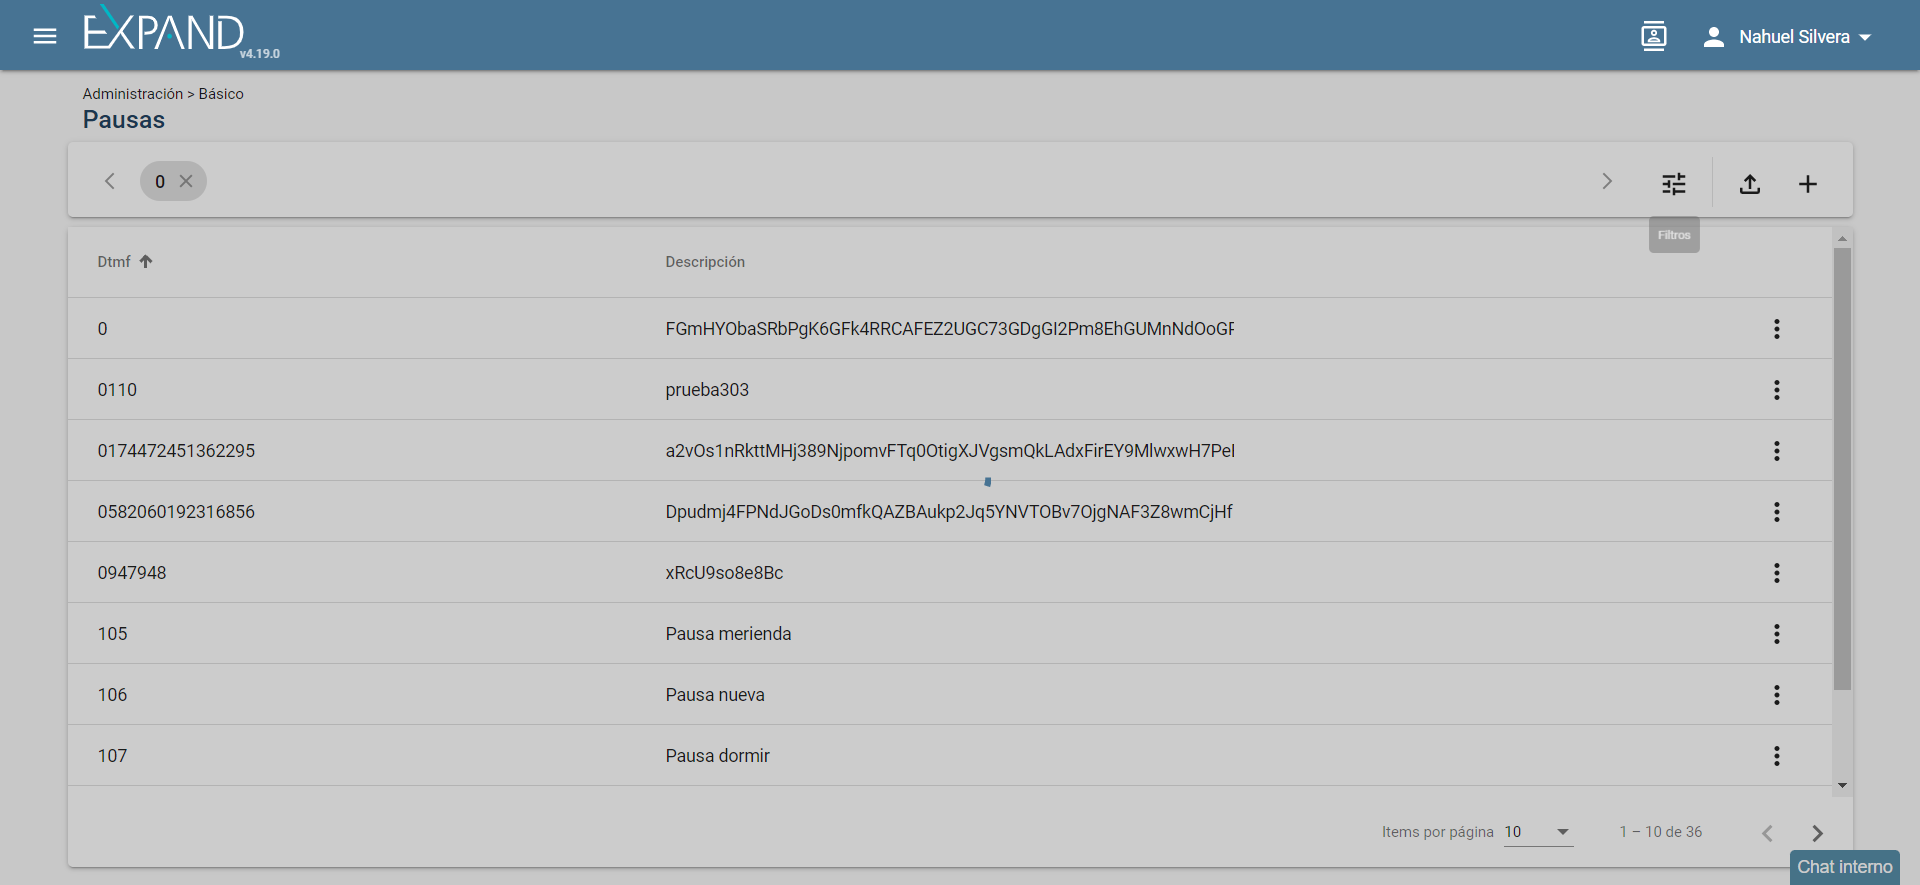 EXPAND
v4.19.0
Nahuel Silvera
Administración > Básico
Pausas
0
Filtros
Dtmf Descripción
0 FGmHYObaSRbPgK6GFk4RRCAFEZ2UGC73GDgGI2Pm8EhGUMnNdOoGF
0110 prueba303
0174472451362295 a2vOs1nRkttMHj389NjpomvFTq0OtigXJVgsmQkLAdxFirEY9MlwxwH7Pel
0582060192316856 Dpudmj4FPNdJGoDs0mfkQAZBAukp2Jq5YNVTOBv7OjgNAF3Z8wmCjHf
0947948 xRcU9so8e8Bc
105 Pausa merienda
106 Pausa nueva
107 Pausa dormir
Items por página 10 1 – 10 de 36
Chat interno